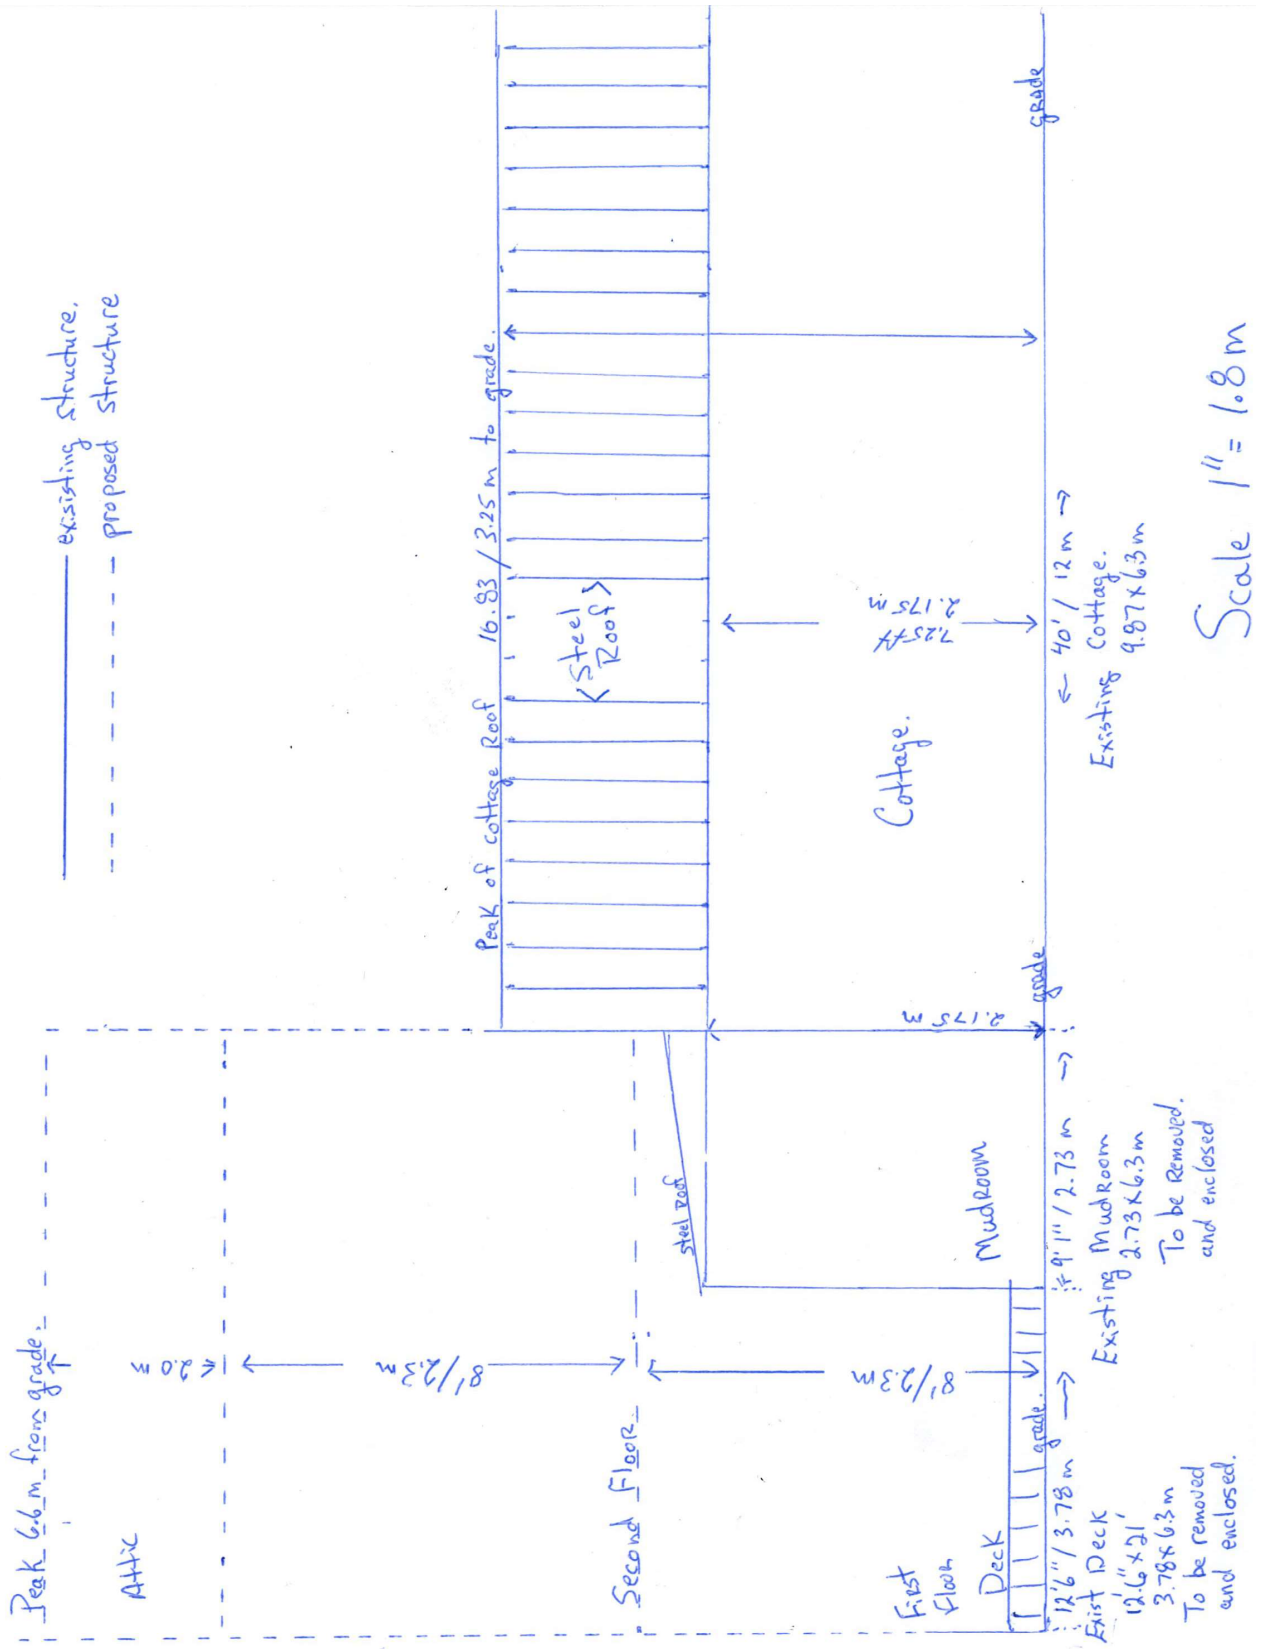 existing structure.
proposed structure
Peak 6.6 m from grade.
Attic
2.0 m
8'/2.3 m
Second Floor
8'/2.3 m
First
Floor
Deck
grade.
steel Roof
MudRoom
2.175 m
Peak of cottage Roof 16.83 / 3.25 m to grade.
<Steel
Roof>
7.25 ft
2.175 m
Cottage.
grade
grade
12'6" / 3.78 m
Exist Deck
12.6" x 21'
3.78 x 6.3 m
To be removed
and enclosed.
9'1" / 2.73 m
Existing MudRoom
2.73 x 6.3 m
To be Removed.
and enclosed
40' / 12 m
Existing Cottage.
9.87 x 6.3 m
Scale 1" = 1.8 m